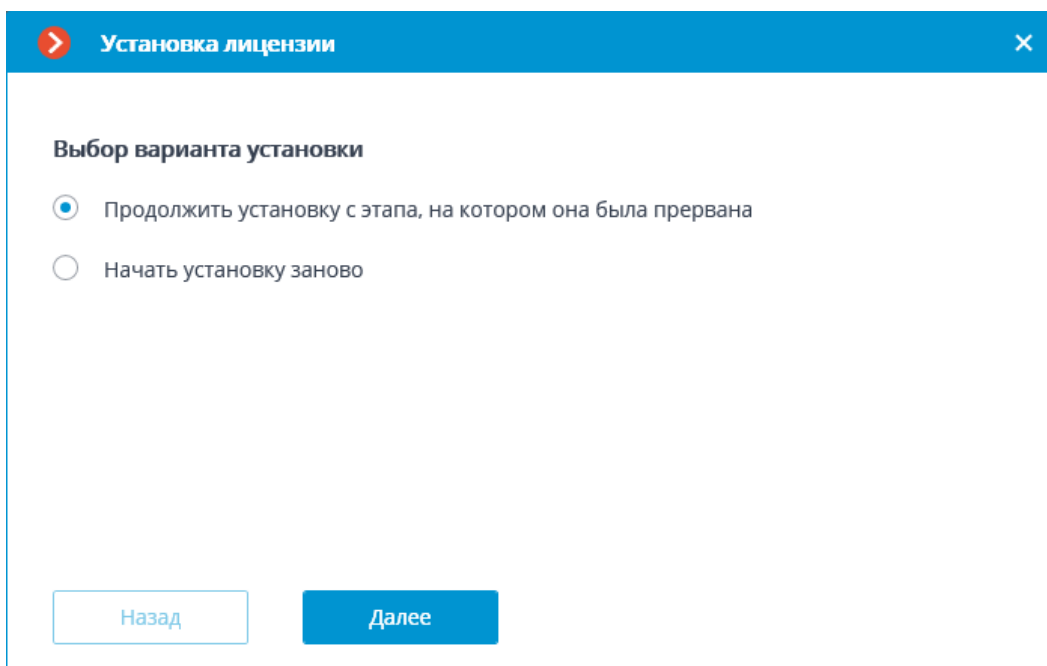 Установка лицензии
Выбор варианта установки
Продолжить установку с этапа, на котором она была прервана
Начать установку заново
Назад
Далее